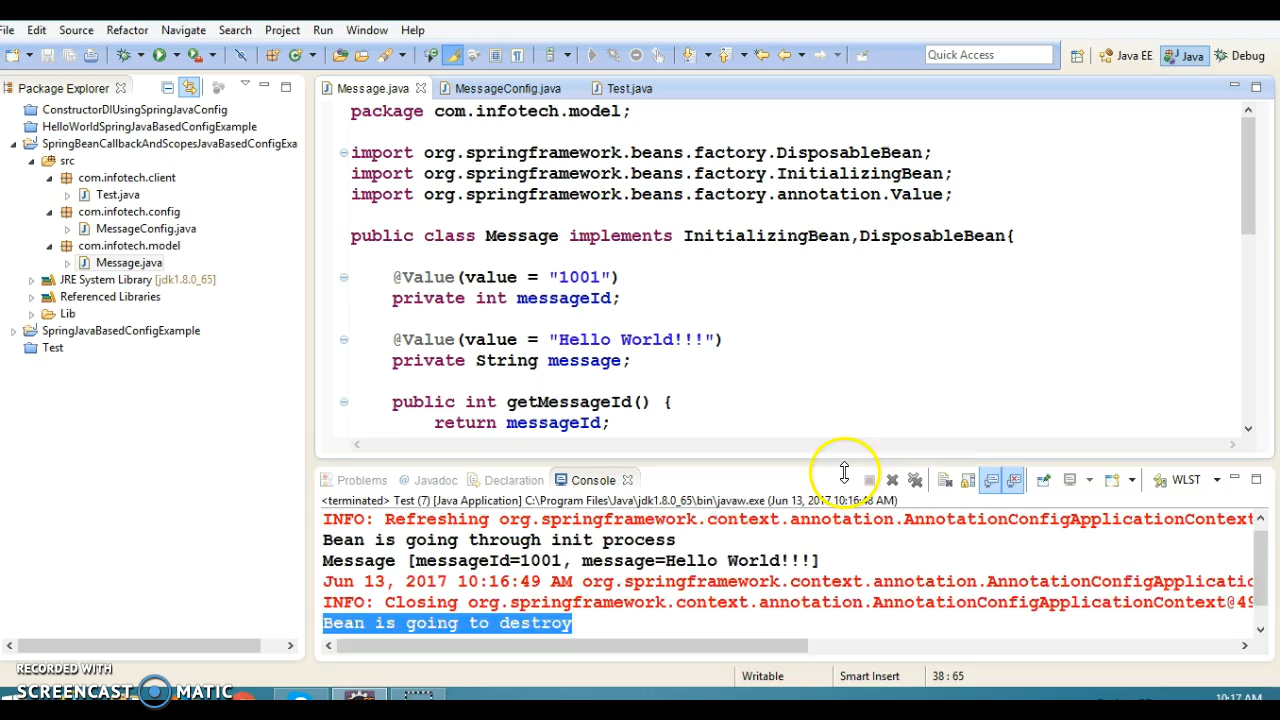 File Edit Source Refactor Navigate Search Project Run Window Help
Quick Access Java EE Java Debug
Package Explorer
ConstructorDIUsingSpringJavaConfig
HelloWorldSpringJavaBasedConfigExample
SpringBeanCallbackAndScopesJavaBasedConfigExa
src
com.infotech.client
Test.java
com.infotech.config
MessageConfig.java
com.infotech.model
Message.java
JRE System Library [jdk1.8.0_65]
Referenced Libraries
Lib
SpringJavaBasedConfigExample
Test
Message.java MessageConfig.java Test.java
package com.infotech.model;
import org.springframework.beans.factory.DisposableBean;
import org.springframework.beans.factory.InitializingBean;
import org.springframework.beans.factory.annotation.Value;
public class Message implements InitializingBean,DisposableBean{
@Value(value = "1001")
private int messageId;
@Value(value = "Hello World!!!")
private String message;
public int getMessageId() {
return messageId;
Problems Javadoc Declaration Console WLST
<terminated> Test (7) [Java Application] C:\Program Files\Java\jdk1.8.0_65\bin\javaw.exe (Jun 13, 2017 10:16:48 AM)
INFO: Refreshing org.springframework.context.annotation.AnnotationConfigApplicationContext
Bean is going through init process
Message [messageId=1001, message=Hello World!!!]
Jun 13, 2017 10:16:49 AM org.springframework.context.annotation.AnnotationConfigApplicatio
INFO: Closing org.springframework.context.annotation.AnnotationConfigApplicationContext@49
Bean is going to destroy
Writable Smart Insert 38:65
RECORDED WITH
SCREENCAST MATIC
10:17 AM